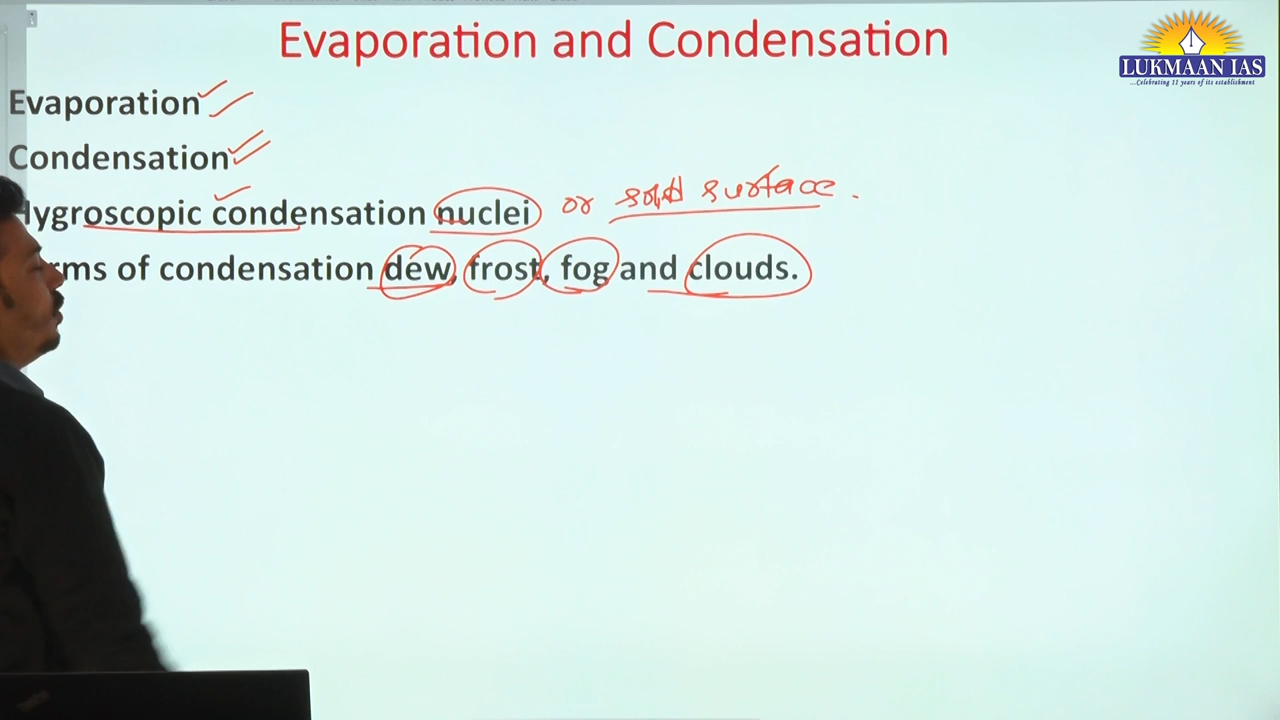 Evaporation and Condensation
LUKMAAN IAS
...Celebrating 11 years of its establishment
Evaporation
Condensation
Hygroscopic condensation nuclei or solid surface.
rms of condensation dew, frost, fog and clouds.